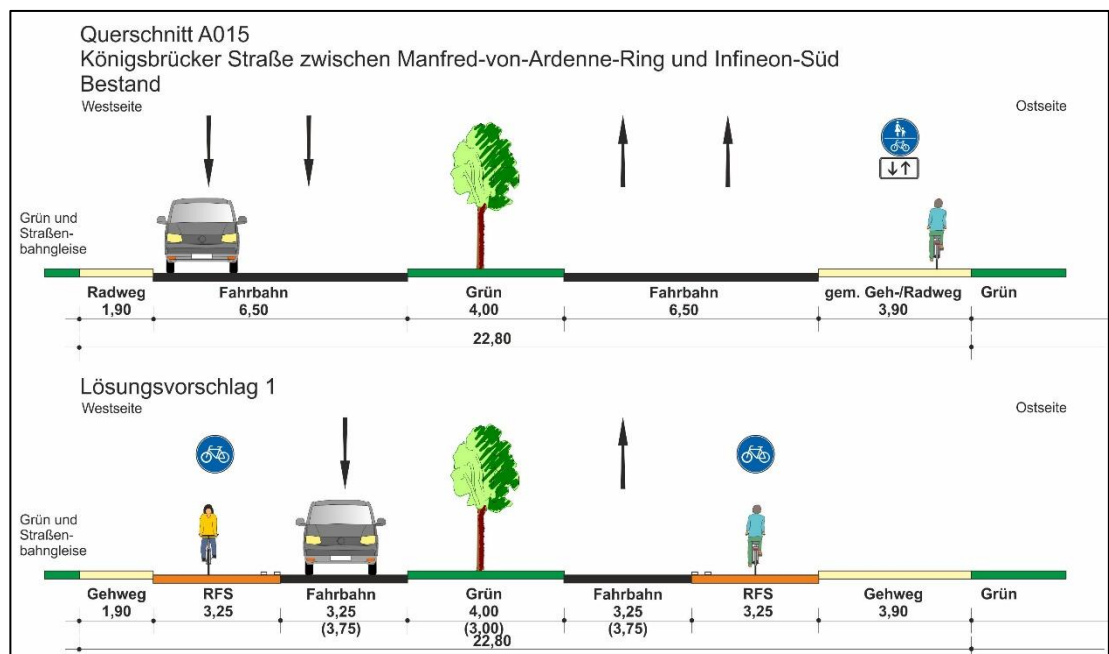 Querschnitt A015
Königsbrücker Straße zwischen Manfred-von-Ardenne-Ring und Infineon-Süd
Bestand
Westseite
Ostseite
Grün und
Straßen-
bahngleise
Radweg Fahrbahn Grün Fahrbahn gem. Geh-/Radweg Grün
1,90 6,50 4,00 6,50 3,90
22,80
Lösungsvorschlag 1
Westseite
Ostseite
Grün und
Straßen-
bahngleise
Gehweg RFS Fahrbahn Grün Fahrbahn RFS Gehweg Grün
1,90 3,25 3,25 4,00 3,25 3,25 3,90
(3,75) (3,00) (3,75)
22,80